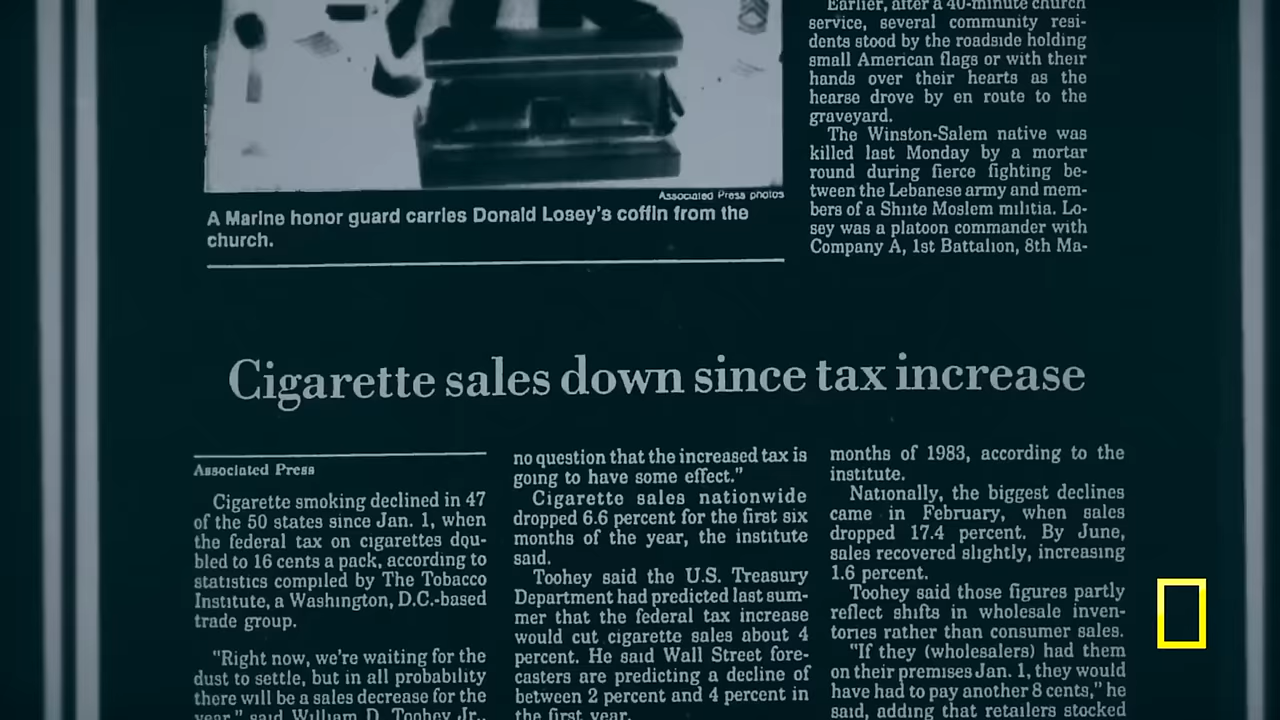 Earlier, after a 40-minute church
service, several community resi-
dents stood by the roadside holding
small American flags or with their
hands over their hearts as the
hearse drove by en route to the
graveyard.
The Winston-Salem native was
killed last Monday by a mortar
round during fierce fighting be-
tween the Lebanese army and mem-
bers of a Shiite Moslem militia. Lo-
sey was a platoon commander with
Company A, 1st Battalion, 8th Ma-
Associated Press photos
A Marine honor guard carries Donald Losey's coffin from the
church.
Cigarette sales down since tax increase
Associated Press
Cigarette smoking declined in 47
of the 50 states since Jan. 1, when
the federal tax on cigarettes dou-
bled to 16 cents a pack, according to
statistics compiled by The Tobacco
Institute, a Washington, D.C.-based
trade group.
"Right now, we're waiting for the
dust to settle, but in all probability
there will be a sales decrease for the
year," said William D. Toohey Jr.,
no question that the increased tax is
going to have some effect."
Cigarette sales nationwide
dropped 6.6 percent for the first six
months of the year, the institute
said.
Toohey said the U.S. Treasury
Department had predicted last sum-
mer that the federal tax increase
would cut cigarette sales about 4
percent. He said Wall Street fore-
casters are predicting a decline of
between 2 percent and 4 percent in
the first year.
months of 1983, according to the
institute.
Nationally, the biggest declines
came in February, when sales
dropped 17.4 percent. By June,
sales recovered slightly, increasing
1.6 percent.
Toohey said those figures partly
reflect shifts in wholesale inven-
tories rather than consumer sales.
"If they (wholesalers) had them
on their premises Jan. 1, they would
have had to pay another 8 cents," he
said, adding that retailers stocked